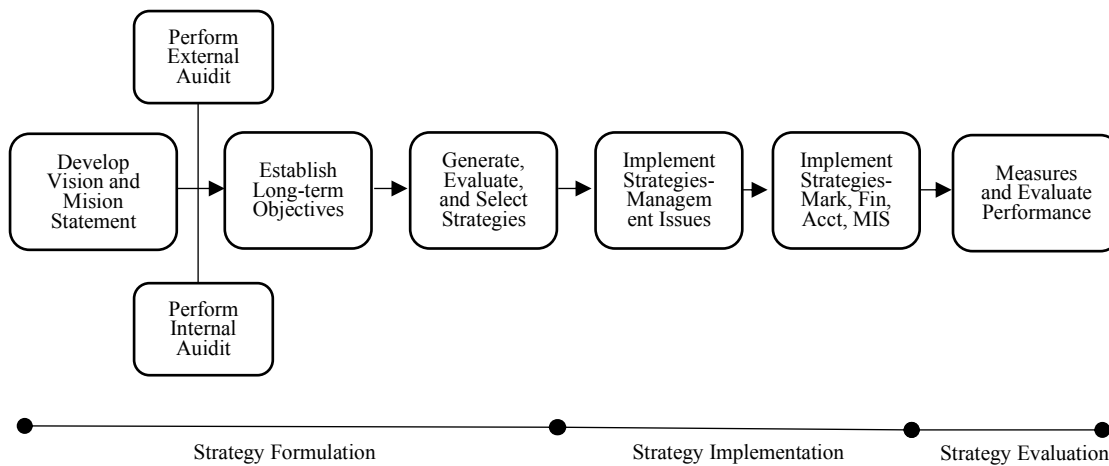 Perform
External
Auidit
Develop
Vision and
Mision
Statement
Establish
Long-term
Objectives
Generate,
Evaluate,
and Select
Strategies
Implement
Strategies-
Managem
ent Issues
Implement
Strategies-
Mark, Fin,
Acct, MIS
Measures
and Evaluate
Performance
Perform
Internal
Auidit
Strategy Formulation
Strategy Implementation
Strategy Evaluation